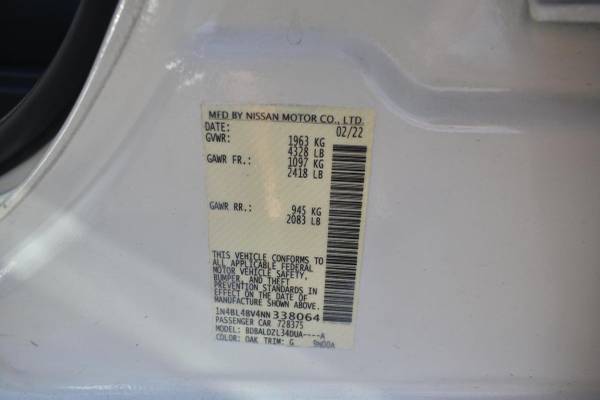 MFD BY NISSAN MOTOR CO., LTD.
DATE: 02/22
GVWR: 1963 KG
4328 LB
GAWR FR.: 1097 KG
2418 LB
GAWR RR.: 945 KG
2083 LB
THIS VEHICLE CONFORMS TO
ALL APPLICABLE FEDERAL
MOTOR VEHICLE SAFETY,
BUMPER, AND THEFT
PREVENTION STANDARDS IN
EFFECT ON THE DATE OF
MANUFACTURE SHOWN ABOVE.
1N4BL4BV4NN338064
PASSENGER CAR 728375
MODEL: BDBALDZL34DUA----A
COLOR: QAK TRIM: G 9N00A